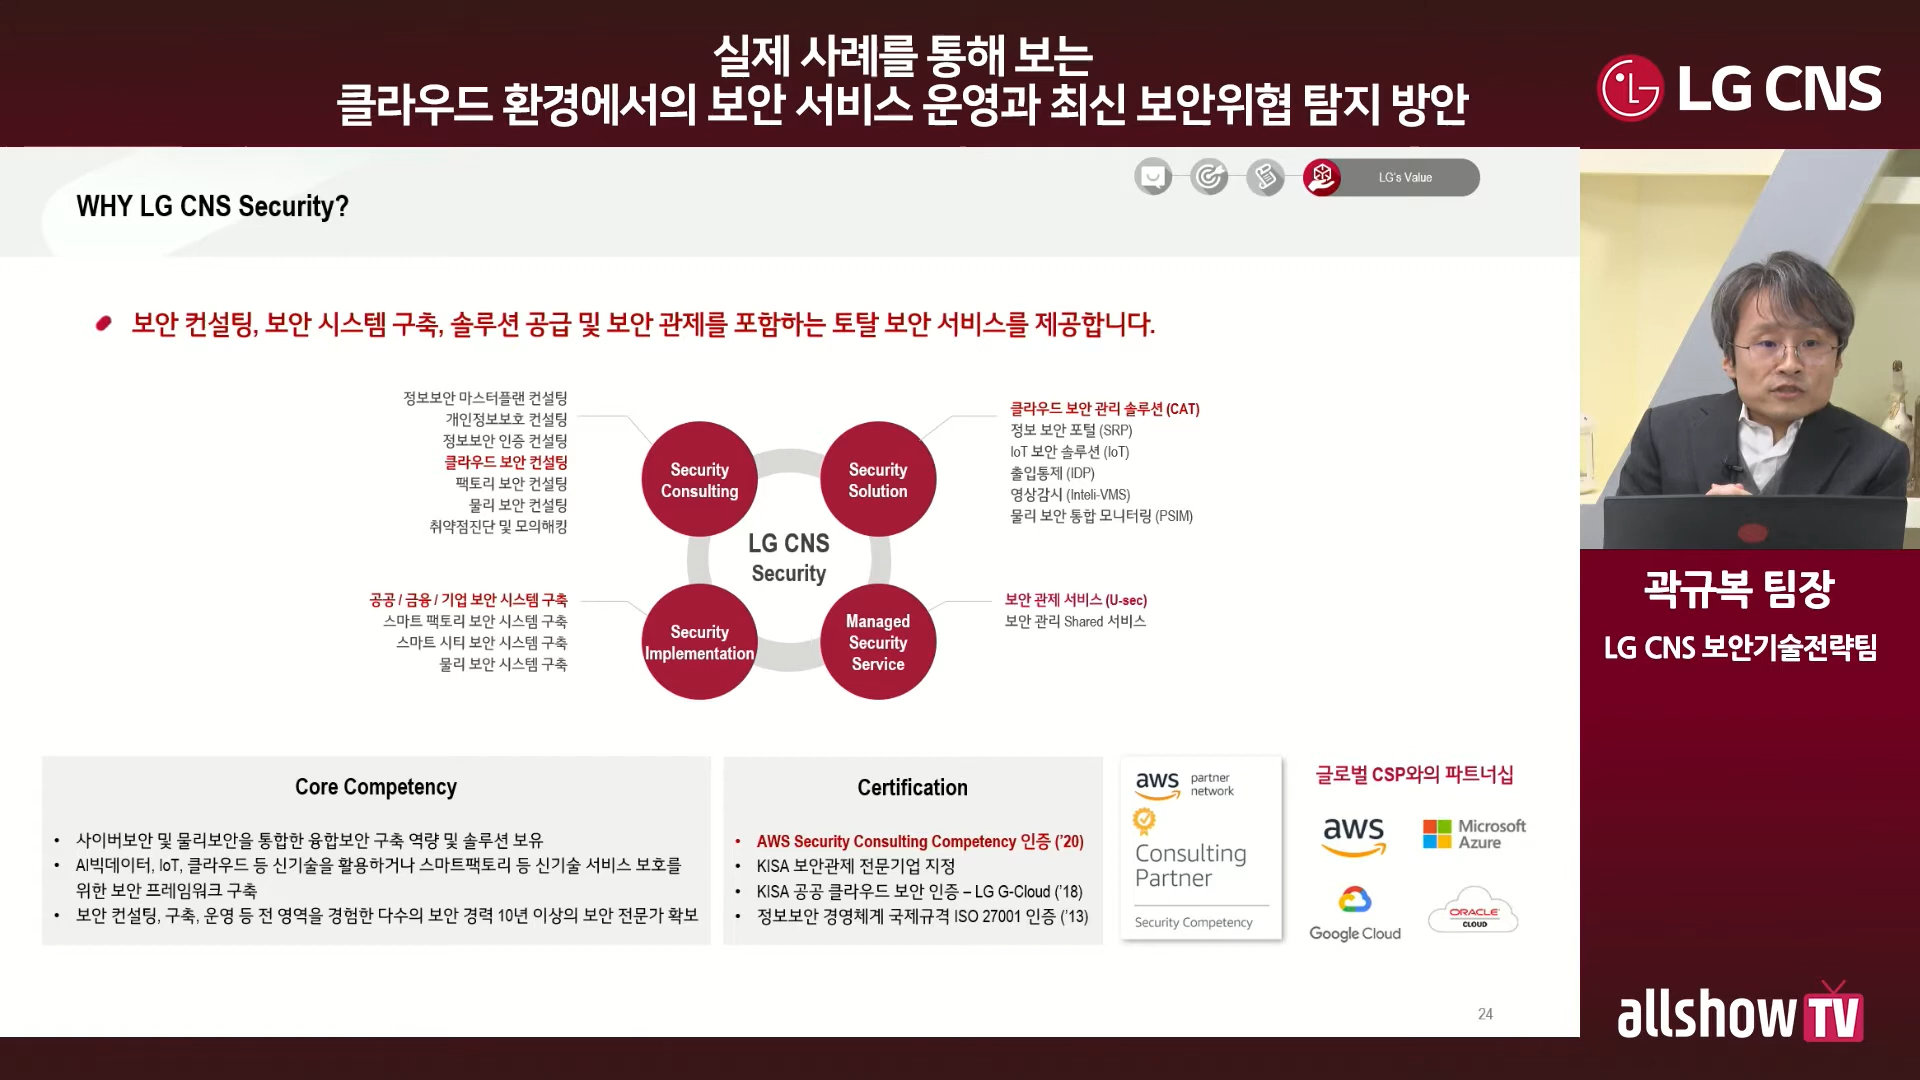 실제 사례를 통해 보는
클라우드 환경에서의 보안 서비스 운영과 최신 보안위협 탐지 방안
LG CNS
WHY LG CNS Security?
LG's Value
보안 컨설팅, 보안 시스템 구축, 솔루션 공급 및 보안 관제를 포함하는 토탈 보안 서비스를 제공합니다.
정보보안 마스터플랜 컨설팅
개인정보보호 컨설팅
정보보안 인증 컨설팅
클라우드 보안 컨설팅
팩토리 보안 컨설팅
물리 보안 컨설팅
취약점진단 및 모의해킹
Security
Consulting
Security
Solution
클라우드 보안 관리 솔루션 (CAT)
정보 보안 포털 (SRP)
IoT 보안 솔루션 (IoT)
출입통제 (IDP)
영상감시 (Inteli-VMS)
물리 보안 통합 모니터링 (PSIM)
LG CNS
Security
공공 / 금융 / 기업 보안 시스템 구축
스마트 팩토리 보안 시스템 구축
스마트 시티 보안 시스템 구축
물리 보안 시스템 구축
Security
Implementation
Managed
Security
Service
보안 관제 서비스 (U-sec)
보안 관리 Shared 서비스
곽규복 팀장
LG CNS 보안기술전략팀
Core Competency
• 사이버보안 및 물리보안을 통합한 융합보안 구축 역량 및 솔루션 보유
• AI빅데이터, IoT, 클라우드 등 신기술을 활용하거나 스마트팩토리 등 신기술 서비스 보호를
위한 보안 프레임워크 구축
• 보안 컨설팅, 구축, 운영 등 전 영역을 경험한 다수의 보안 경력 10년 이상의 보안 전문가 확보
Certification
• AWS Security Consulting Competency 인증 ('20)
• KISA 보안관제 전문기업 지정
• KISA 공공 클라우드 보안 인증 – LG G-Cloud ('18)
• 정보보안 경영체계 국제규격 ISO 27001 인증 ('13)
aws partner
network
Consulting
Partner
Security Competency
글로벌 CSP와의 파트너십
aws
Microsoft
Azure
Google Cloud
ORACLE
CLOUD
24
allshow TV